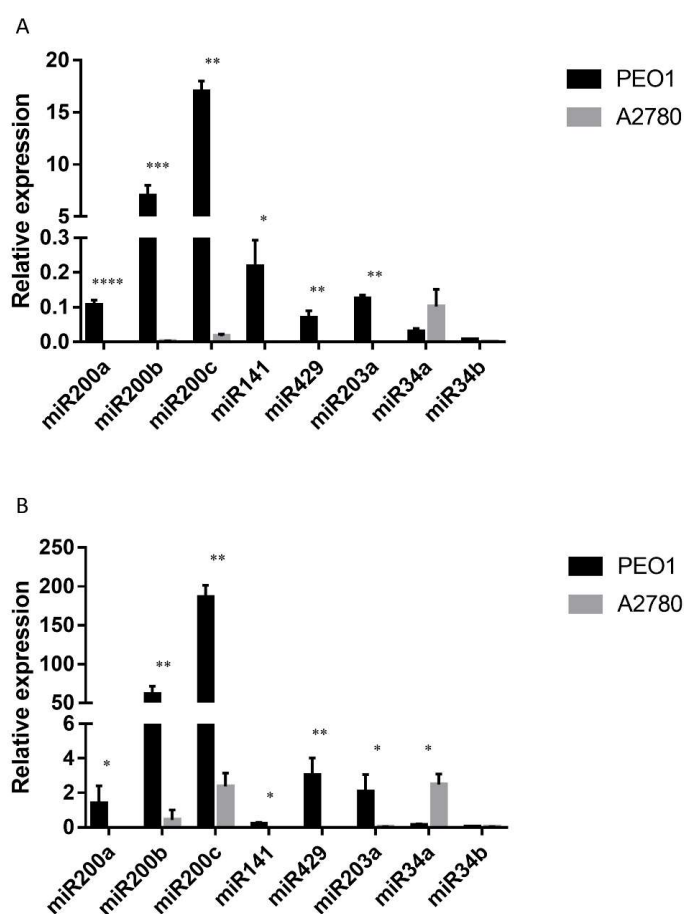 A
PEO1
A2780
Relative expression
20
15
10
5
0.3
0.2
0.1
0.0
**** *** ** * ** **
miR200a miR200b miR200c miR141 miR429 miR203a miR34a miR34b
B
PEO1
A2780
Relative expression
250
200
150
100
50
6
4
2
0
* ** ** * ** * *
miR200a miR200b miR200c miR141 miR429 miR203a miR34a miR34b